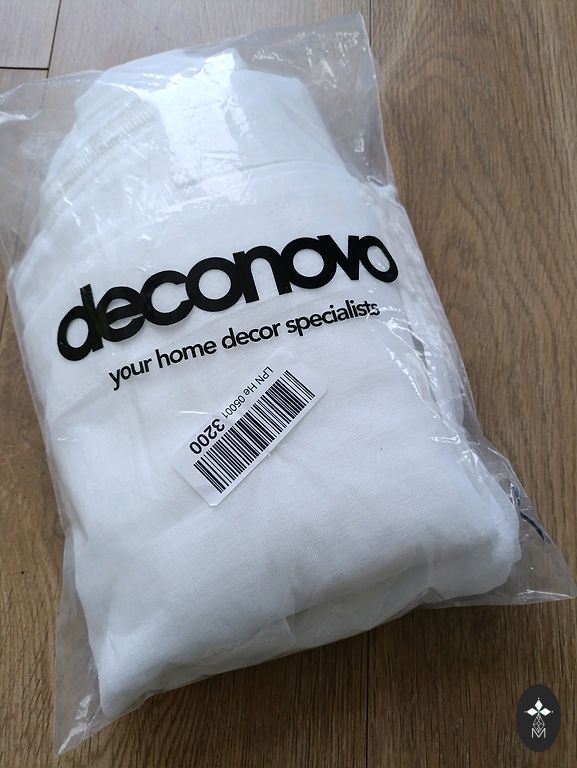 deconovo
your home decor specialists
LPN He 05001 3200
M